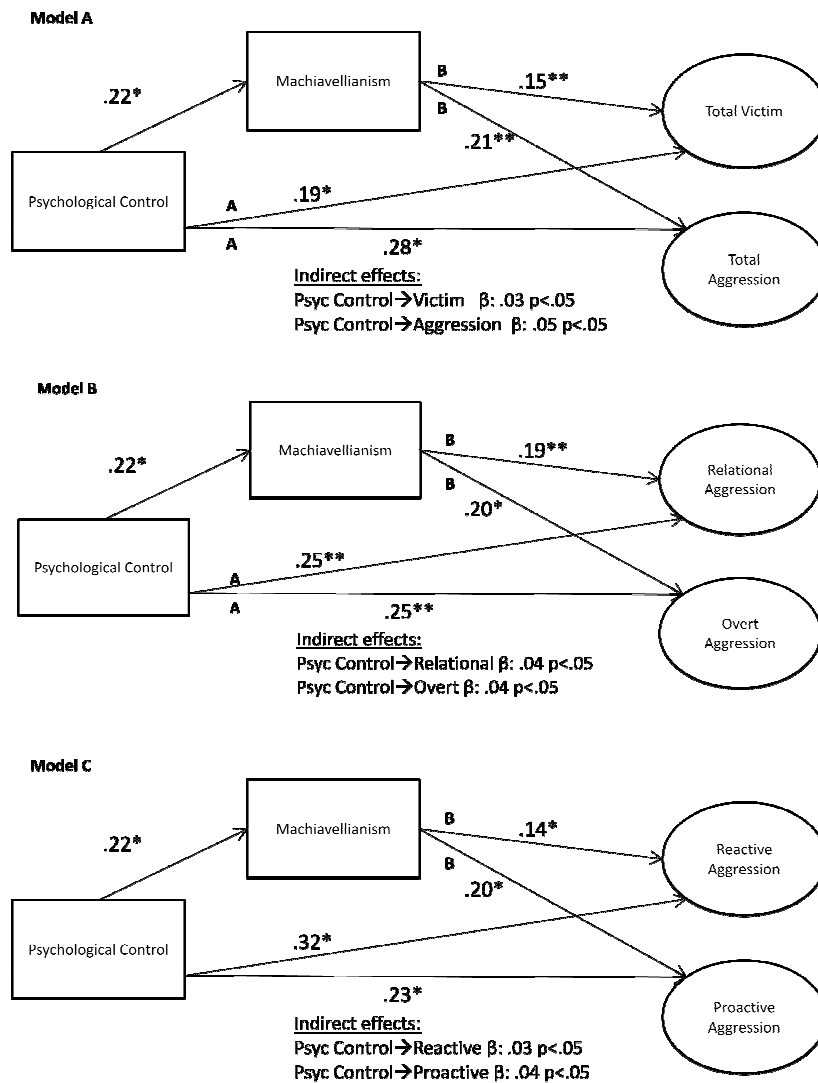 Model A
Machiavellianism
Psychological Control
Total Victim
Total
Aggression
.22*
B
B
.15**
.21**
A
A
.19*
.28*
Indirect effects:
Psyc Control→Victim β: .03 p<.05
Psyc Control→Aggression β: .05 p<.05
Model B
Machiavellianism
Psychological Control
Relational
Aggression
Overt
Aggression
.22*
B
B
.19**
.20*
A
A
.25**
.25**
Indirect effects:
Psyc Control→Relational β: .04 p<.05
Psyc Control→Overt β: .04 p<.05
Model C
Machiavellianism
Psychological Control
Reactive
Aggression
Proactive
Aggression
.22*
B
B
.14*
.20*
.32*
.23*
Indirect effects:
Psyc Control→Reactive β: .03 p<.05
Psyc Control→Proactive β: .04 p<.05